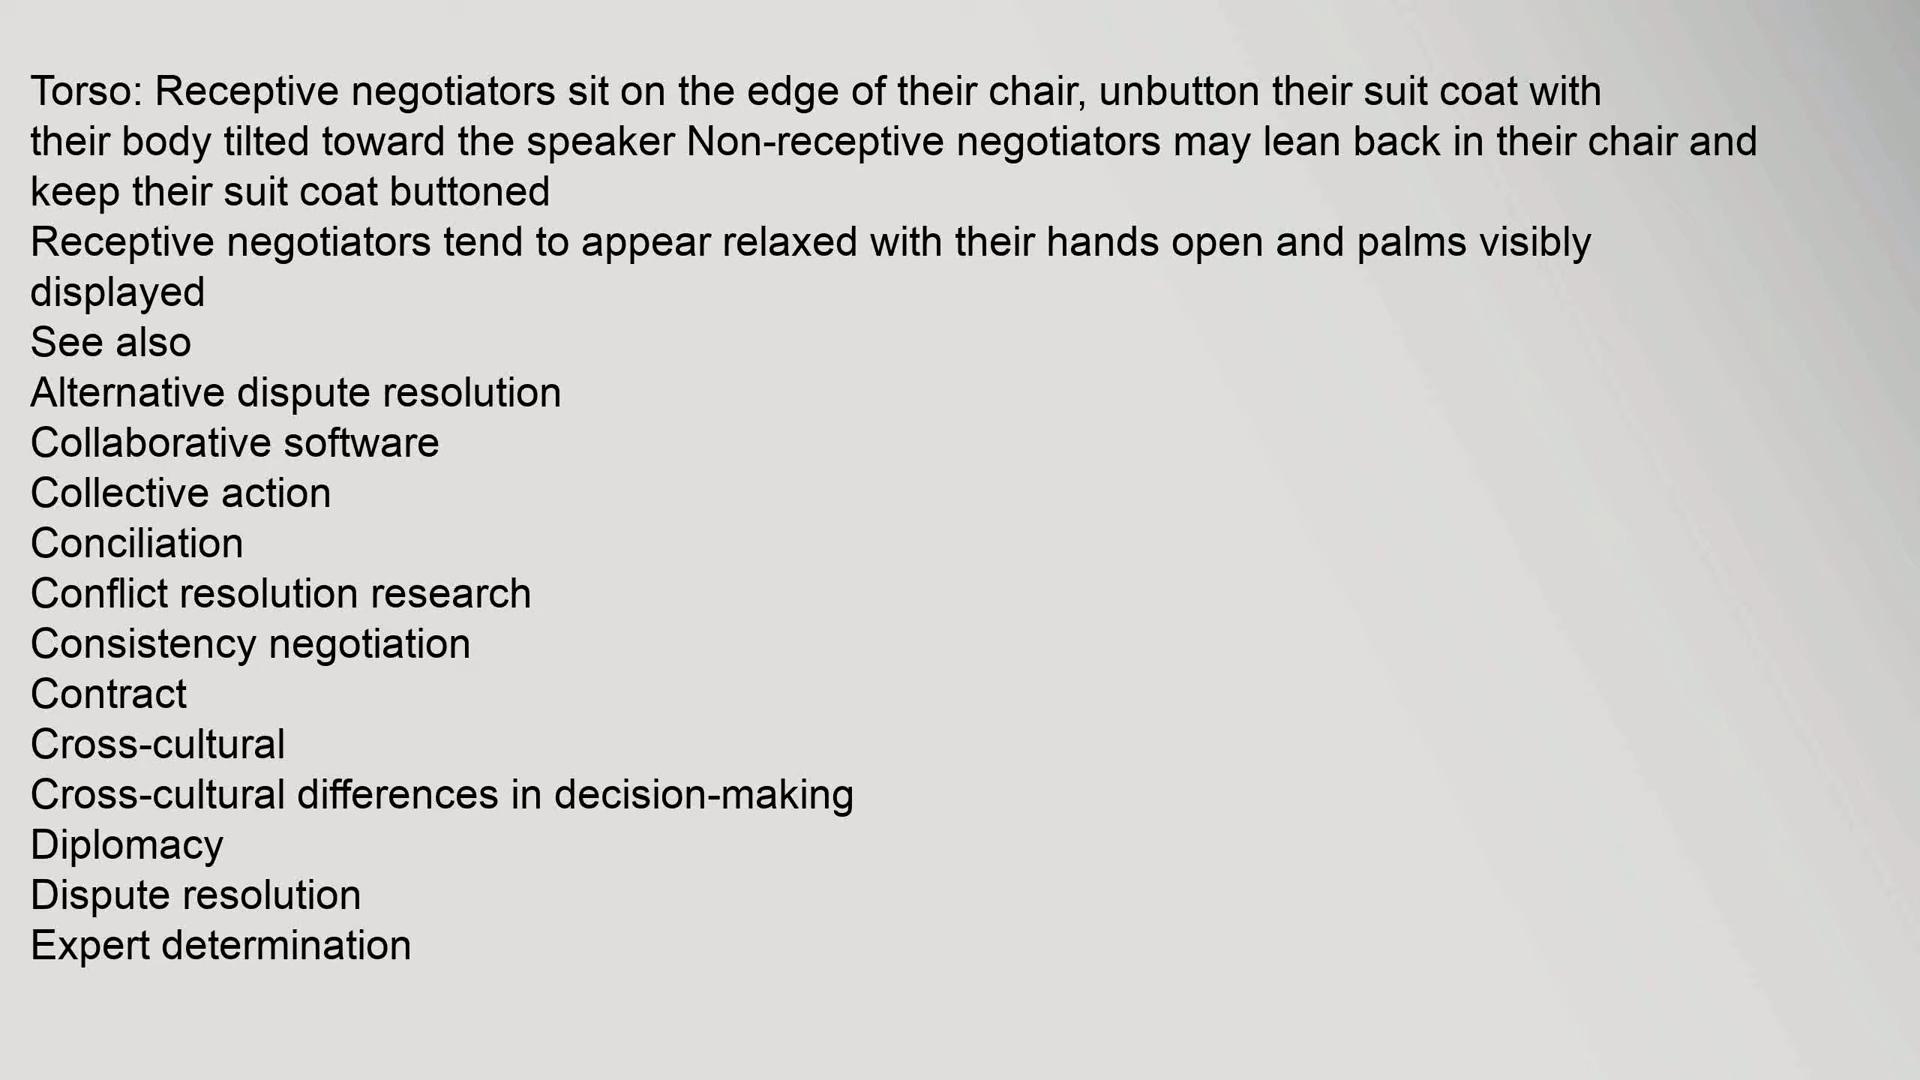 Torso: Receptive negotiators sit on the edge of their chair, unbutton their suit coat with
their body tilted toward the speaker Non-receptive negotiators may lean back in their chair and
keep their suit coat buttoned
Receptive negotiators tend to appear relaxed with their hands open and palms visibly
displayed
See also
Alternative dispute resolution
Collaborative software
Collective action
Conciliation
Conflict resolution research
Consistency negotiation
Contract
Cross-cultural
Cross-cultural differences in decision-making
Diplomacy
Dispute resolution
Expert determination